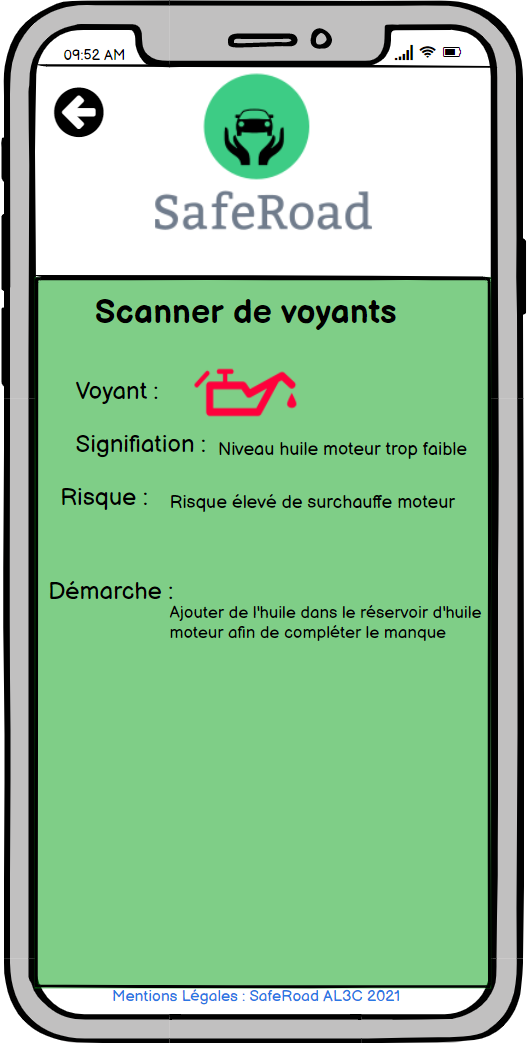 09:52 AM
SafeRoad
Scanner de voyants
Voyant :
Signifiation : Niveau huile moteur trop faible
Risque : Risque élevé de surchauffe moteur
Démarche :
Ajouter de l'huile dans le réservoir d'huile
moteur afin de compléter le manque
Mentions Légales : SafeRoad AL3C 2021